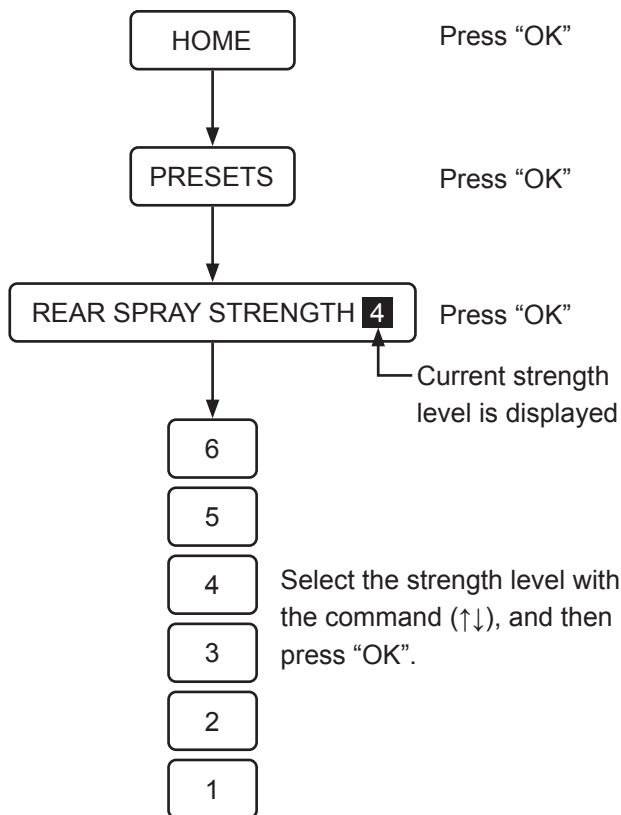 HOME
Press “OK”
PRESETS
Press “OK”
REAR SPRAY STRENGTH 4
Press “OK”
Current strength
level is displayed
6
5
4
Select the strength level with
the command (↑↓), and then
press “OK”.
3
2
1